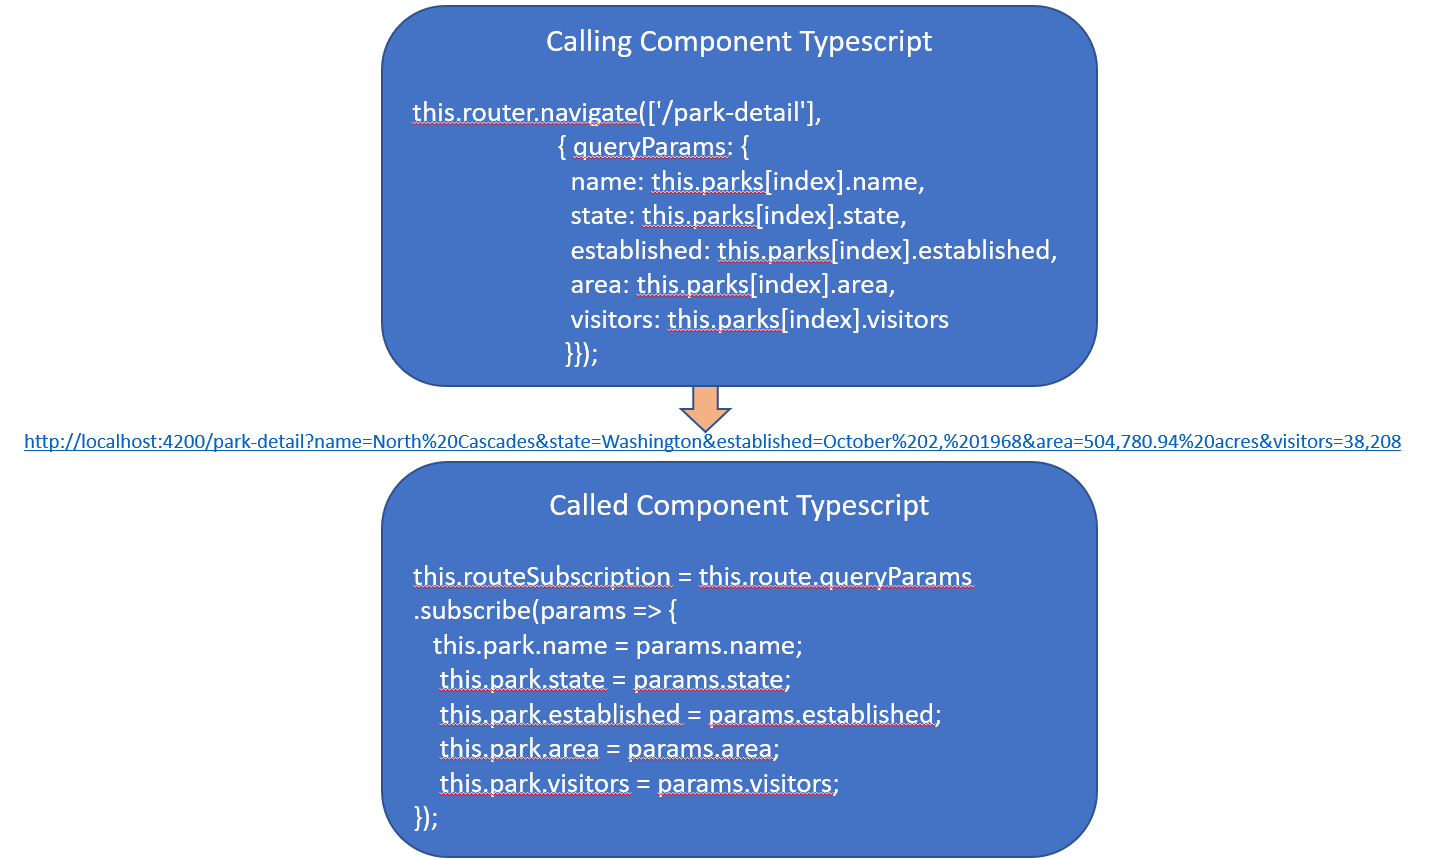 Calling Component Typescript
this.router.navigate(['/park-detail'],
{ queryParams: {
name: this.parks[index].name,
state: this.parks[index].state,
established: this.parks[index].established,
area: this.parks[index].area,
visitors: this.parks[index].visitors
}});
http://localhost:4200/park-detail?name=North%20Cascades&state=Washington&established=October%202,%201968&area=504,780.94%20acres&visitors=38,208
Called Component Typescript
this.routeSubscription = this.route.queryParams
.subscribe(params => {
this.park.name = params.name;
this.park.state = params.state;
this.park.established = params.established;
this.park.area = params.area;
this.park.visitors = params.visitors;
});